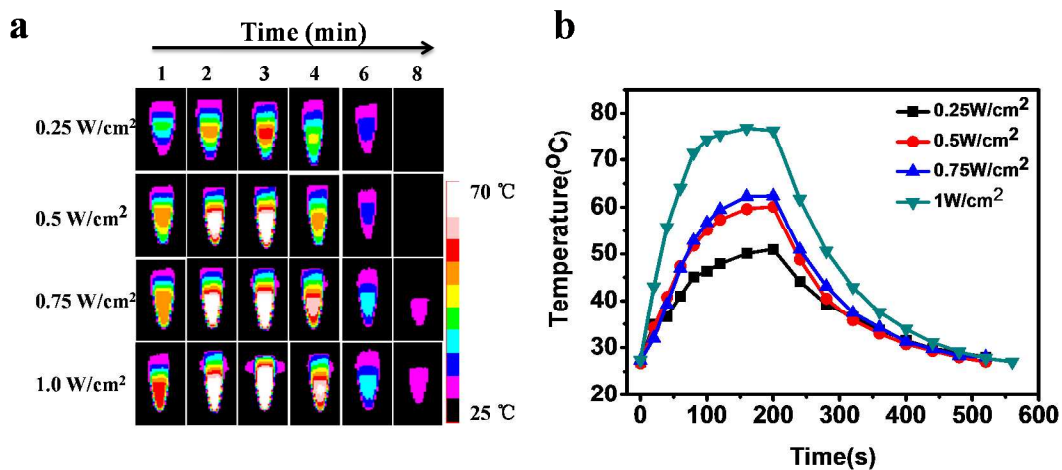 a
Time (min)
1 2 3 4 6 8
0.25 W/cm²
0.5 W/cm²
0.75 W/cm²
1.0 W/cm²
70 ℃
25 ℃
b
85
80
70
60
50
40
30
20
Temperature(⁰C)
0 100 200 300 400 500 600
Time(s)
0.25W/cm²
0.5W/cm²
0.75W/cm²
1W/cm²